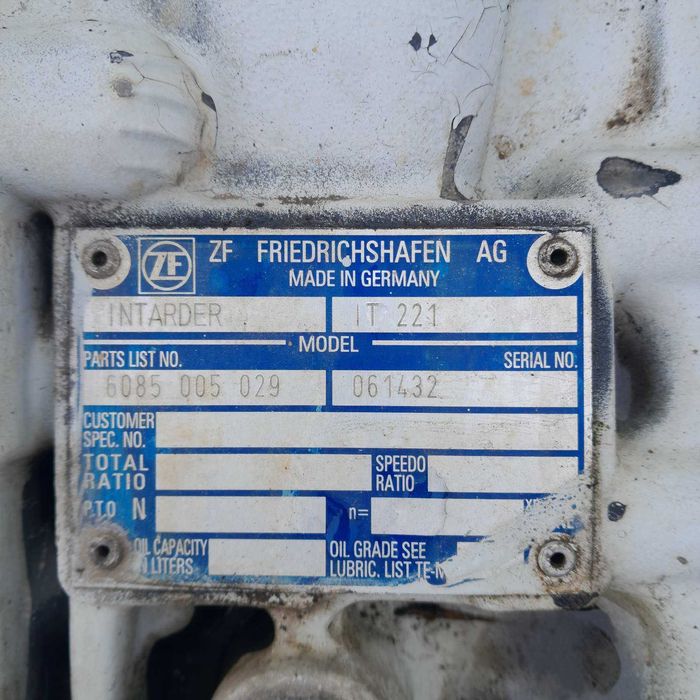 ZF ZF FRIEDRICHSHAFEN AG
MADE IN GERMANY
INTARDER IT 221
MODEL
PARTS LIST NO. SERIAL NO.
6085 005 029 061432
CUSTOMER
SPEC. NO.
TOTAL SPEEDO
RATIO RATIO
P.T.O N n=
OIL CAPACITY OIL GRADE SEE
LITERS LUBRIC. LIST TE-M